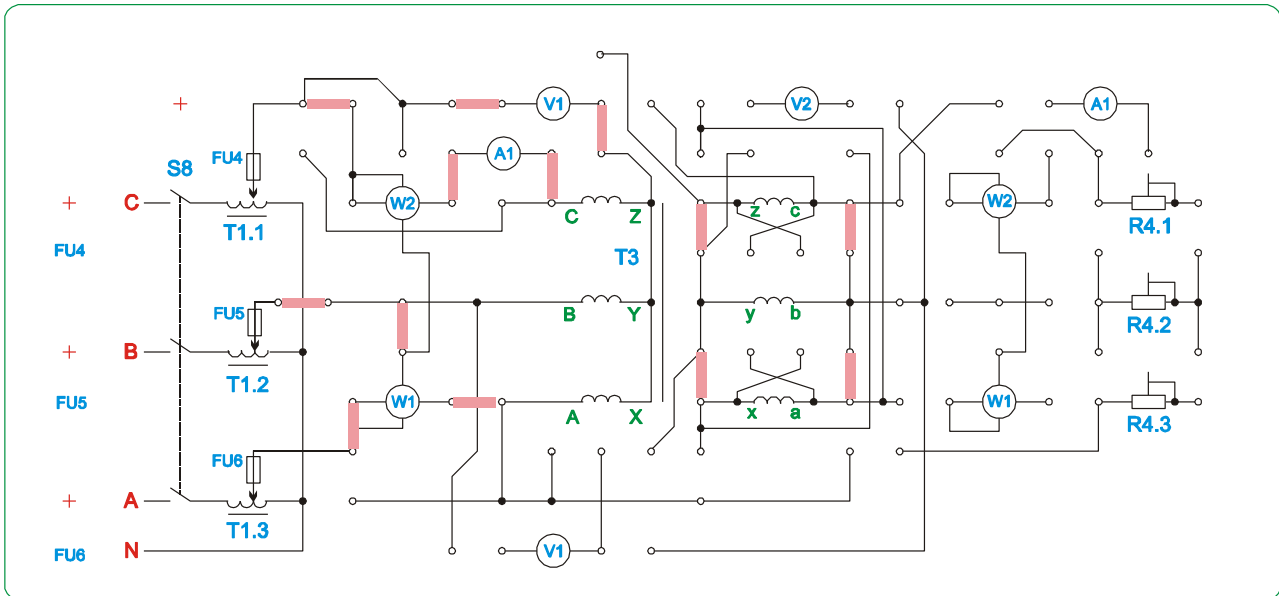 V1
V2
A1
FU4
A1
S8
C
W2
C
Z
z
c
W2
T1.1
R4.1
FU4
T3
FU5
B
Y
y
b
R4.2
B
T1.2
FU5
W1
A
X
x
a
W1
R4.3
FU6
A
T1.3
FU6
N
V1